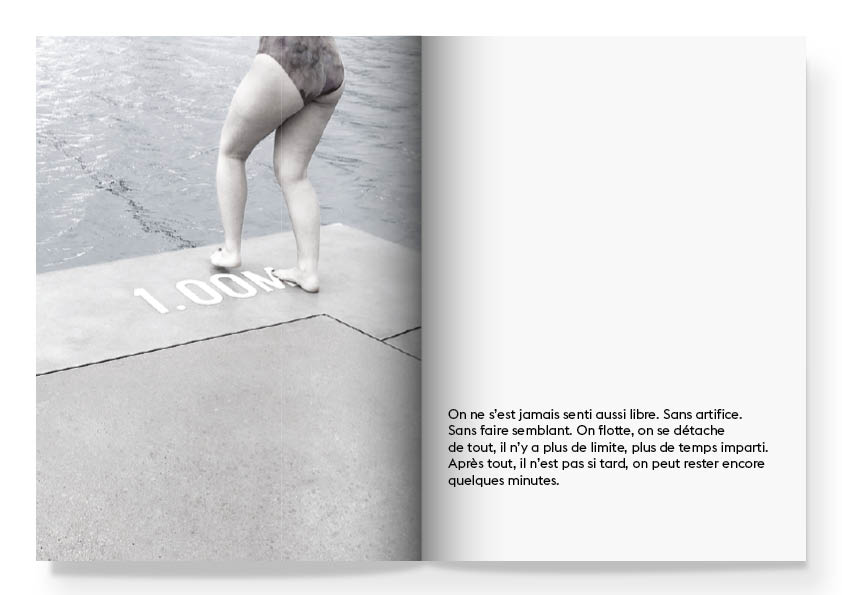 1.00M
On ne s'est jamais senti aussi libre. Sans artifice.
Sans faire semblant. On flotte, on se détache
de tout, il n'y a plus de limite, plus de temps imparti.
Après tout, il n'est pas si tard, on peut rester encore
quelques minutes.